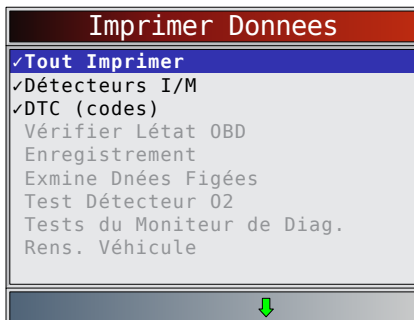 Imprimer Donnees
✓Tout Imprimer
✓Détecteurs I/M
✓DTC (codes)
Vérifier Létat OBD
Enregistrement
Exmine Dnées Figées
Test Détecteur O2
Tests du Moniteur de Diag.
Rens. Véhicule